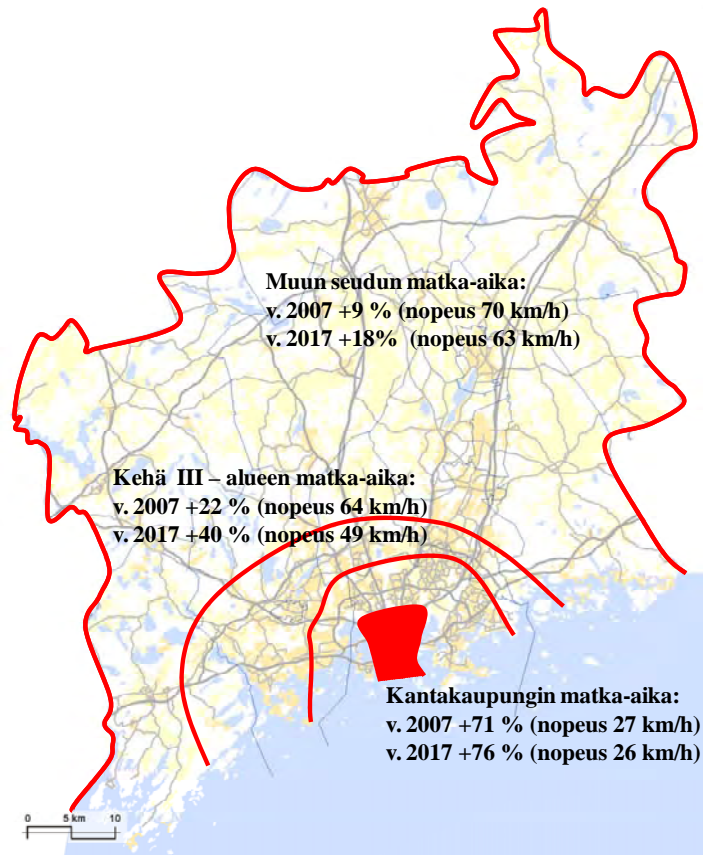 Muun seudun matka-aika:
v. 2007 +9 % (nopeus 70 km/h)
v. 2017 +18% (nopeus 63 km/h)
Kehä III – alueen matka-aika:
v. 2007 +22 % (nopeus 64 km/h)
v. 2017 +40 % (nopeus 49 km/h)
Kantakaupungin matka-aika:
v. 2007 +71 % (nopeus 27 km/h)
v. 2017 +76 % (nopeus 26 km/h)
0 5 km 10